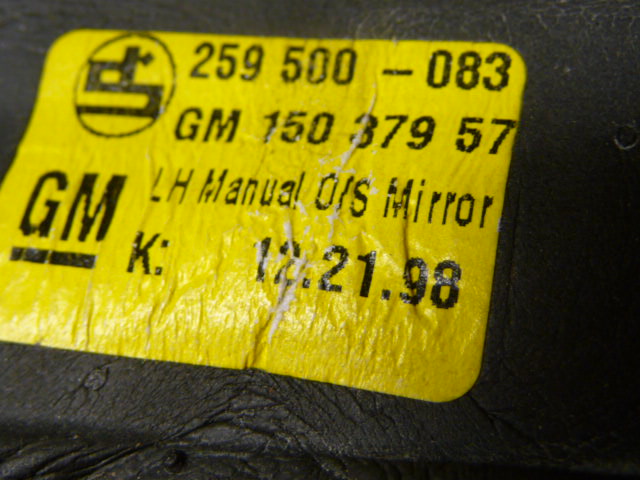 259 500 - 083
GM 150 379 57
GM
LH Manual O/S Mirror
K: 12.21.98